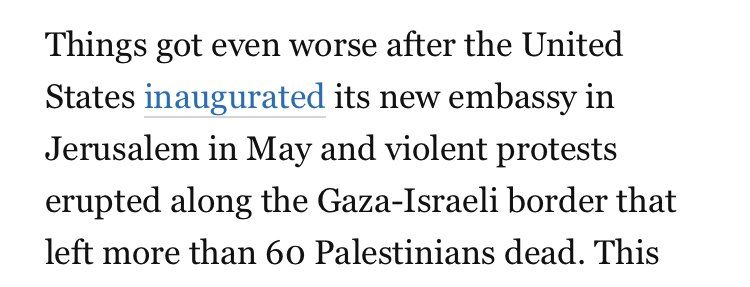 Things got even worse after the United
States inaugurated its new embassy in
Jerusalem in May and violent protests
erupted along the Gaza-Israeli border that
left more than 60 Palestinians dead. This